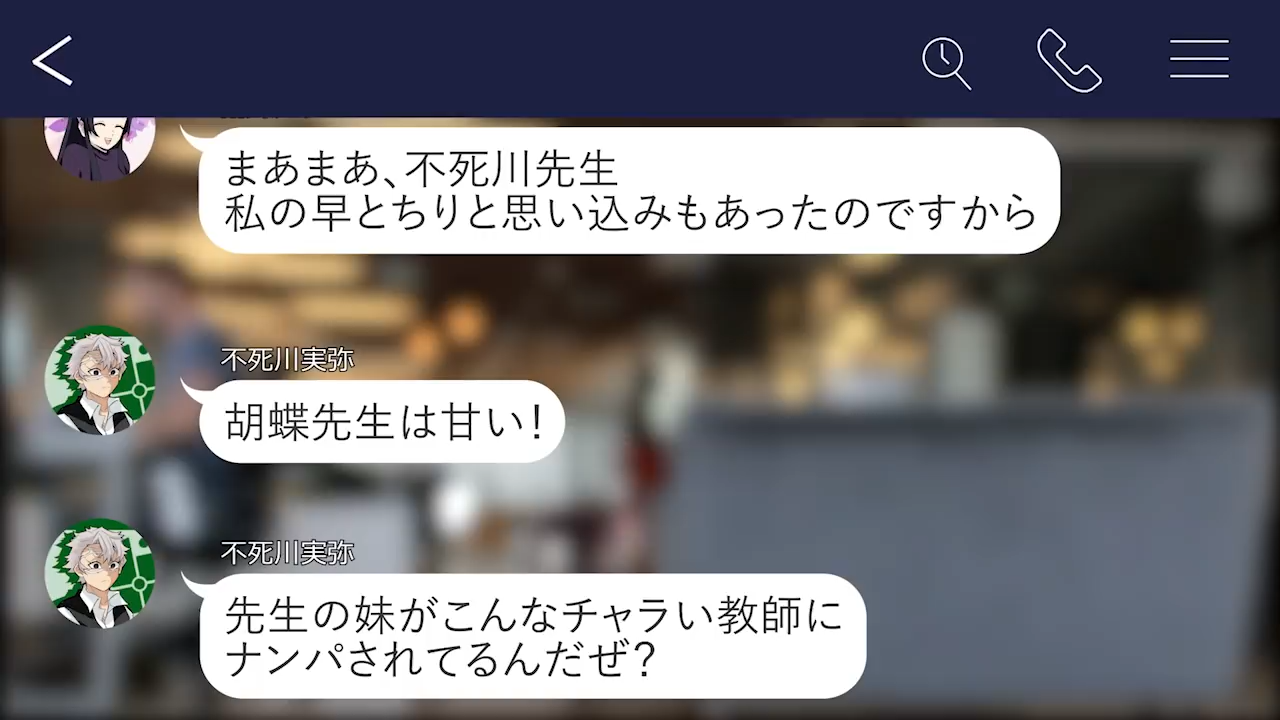 まあまあ、不死川先生
私の早とちりと思い込みもあったのですから
不死川実弥
胡蝶先生は甘い！
不死川実弥
先生の妹がこんなチャラい教師に
ナンパされてるんだぜ？